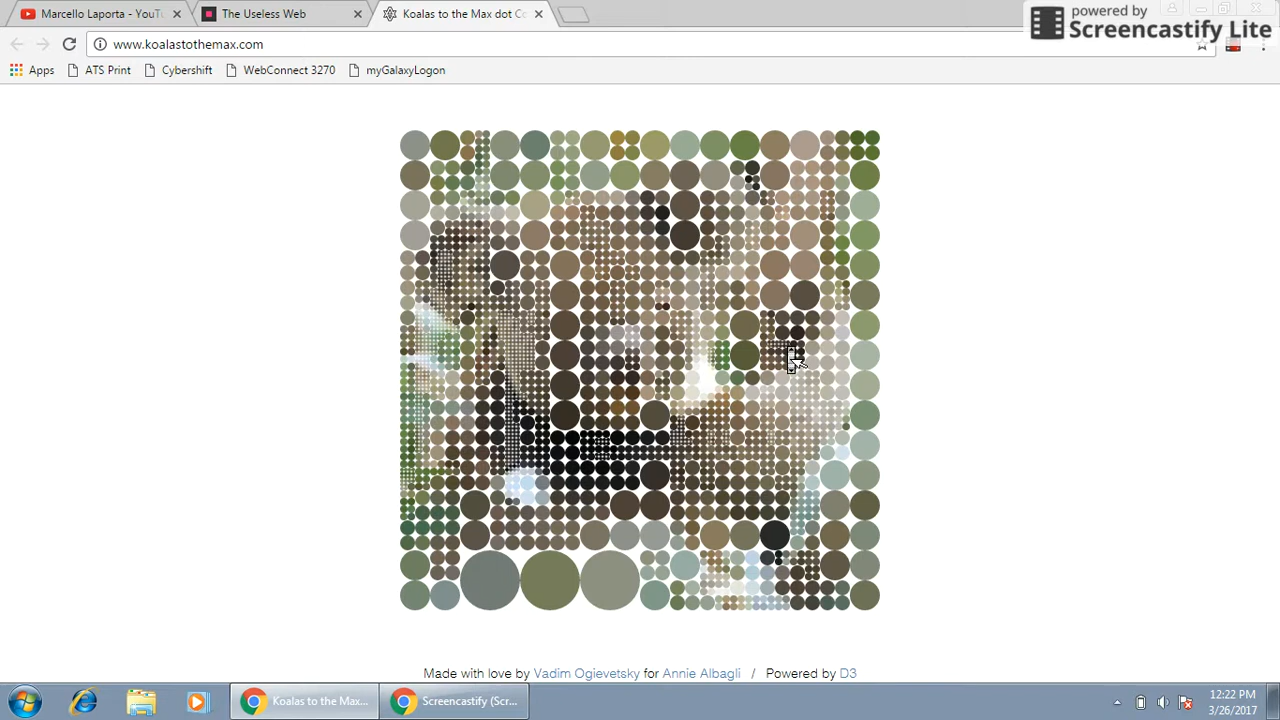 Marcello Laporta - YouTu
The Useless Web
Koalas to the Max dot Co
powered by
Screencastify Lite
www.koalastothemax.com
Apps
ATS Print
Cybershift
WebConnect 3270
myGalaxyLogon
Made with love by Vadim Ogievetsky for Annie Albagli / Powered by D3
Koalas to the Max...
Screencastify (Scr...
12:22 PM
3/26/2017